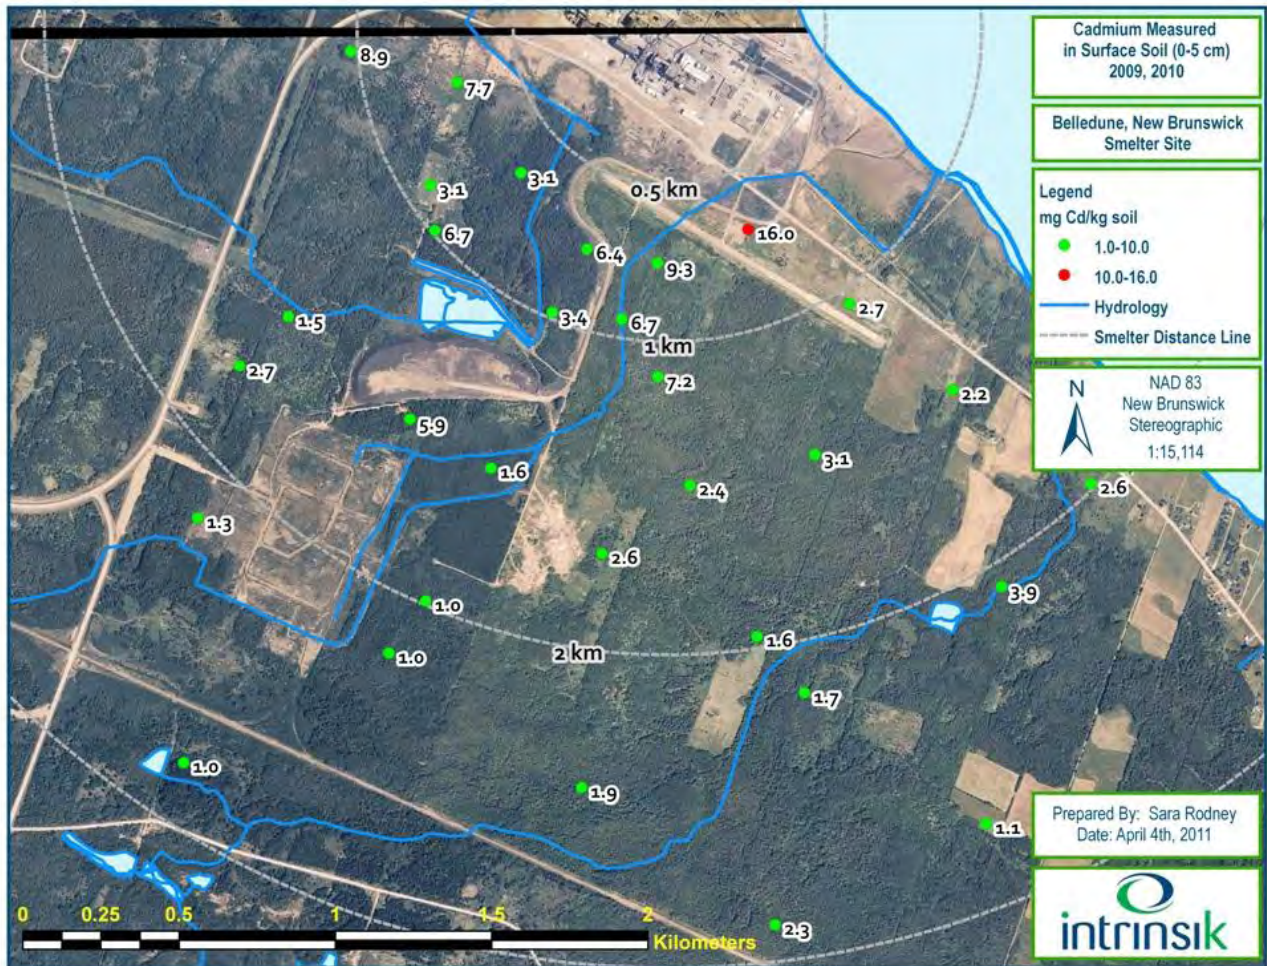 Cadmium Measured
in Surface Soil (0-5 cm)
2009, 2010
Belledune, New Brunswick
Smelter Site
Legend
mg Cd/kg soil
1.0-10.0
10.0-16.0
Hydrology
Smelter Distance Line
N
NAD 83
New Brunswick
Stereographic
1:15,114
8.9
7.7
3.1
3.1
0.5 km
6.7
16.0
6.4
9.3
2.7
1.5
3.4
6.7
1 km
2.7
7.2
2.2
5.9
3.1
1.6
2.4
2.6
1.3
2.6
3.9
1.0
1.6
1.0
2 km
1.7
1.0
1.9
1.1
2.3
Prepared By: Sara Rodney
Date: April 4th, 2011
intrinsik
0 0.25 0.5 1 1.5 2
Kilometers